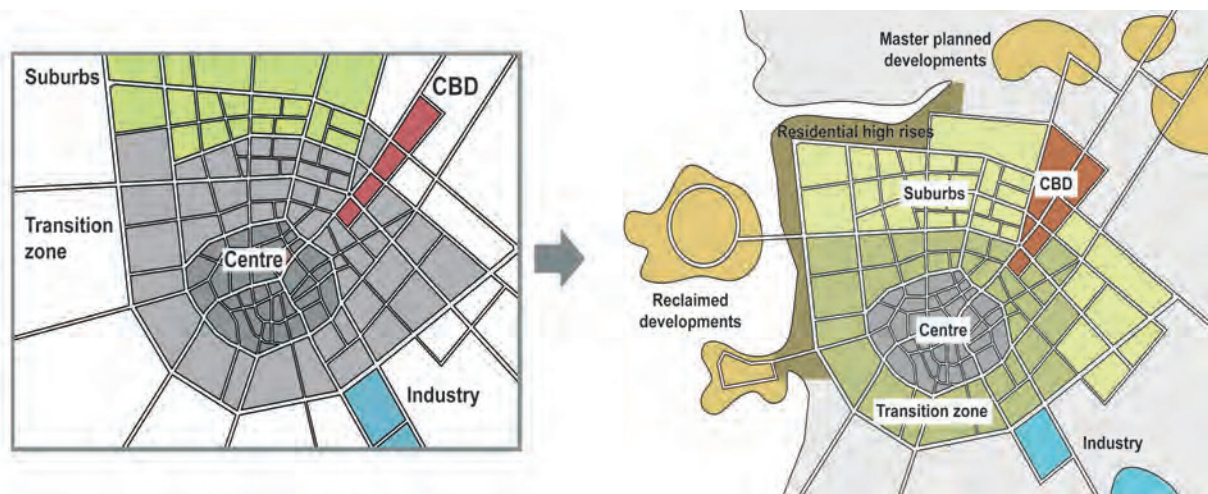 Suburbs
CBD
Transition
zone
Centre
Industry
Master planned
developments
Residential high rises
Suburbs
CBD
Reclaimed
developments
Centre
Transition zone
Industry